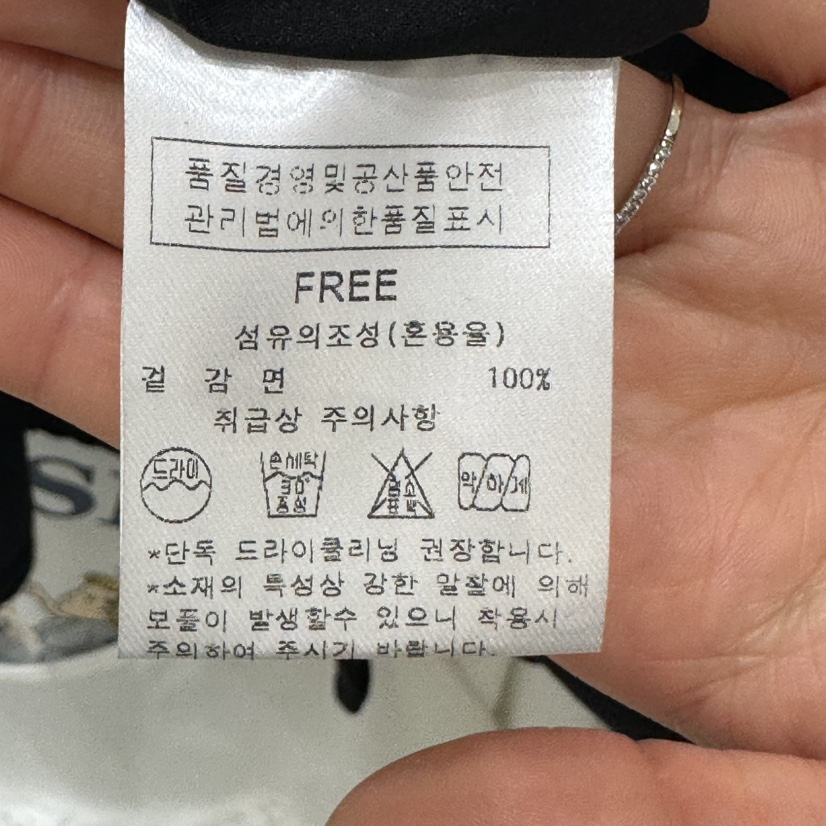 품질경영및공산품안전
관리법에의한품질표시
FREE
섬유의조성(혼용율)
겉 감 면 100%
취급상 주의사항
드라이
손세탁
30°
중성
염소
표백
약하게
*단독 드라이클리닝 권장합니다.
*소재의 특성상 강한 말찰에 의해
보풀이 발생할수 있으니 착용시
주의하여 주시기 바랍니다.